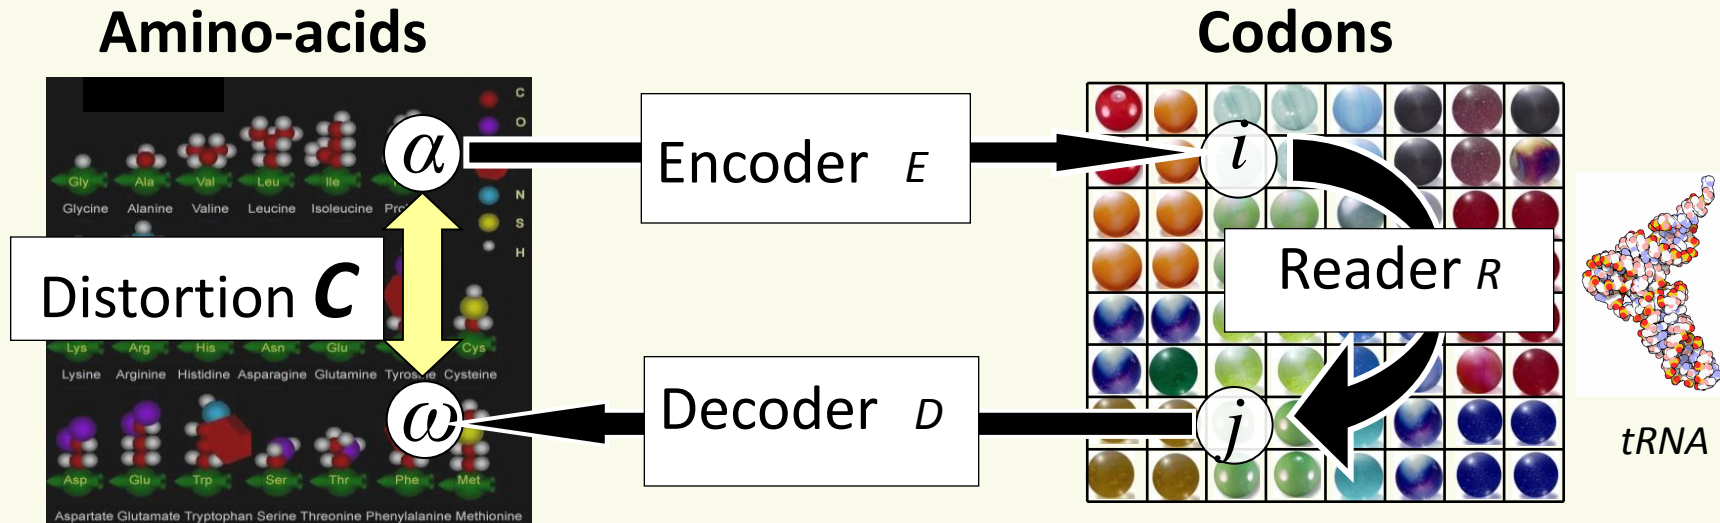 Amino-acids
Codons
C
O
N
S
H
α
Encoder E
i
Gly Ala Val Leu Ile
Glycine Alanine Valine Leucine Isoleucine
Distortion C
Reader R
Lys Arg His Asn Glu Cys
Lysine Arginine Histidine Asparagine Glutamine Tyrosine Cysteine
ω
Decoder D
j
tRNA
Asp Glu Trp Ser Thr Phe Met
Aspartate Glutamate Tryptophan Serine Threonine Phenylalanine Methionine